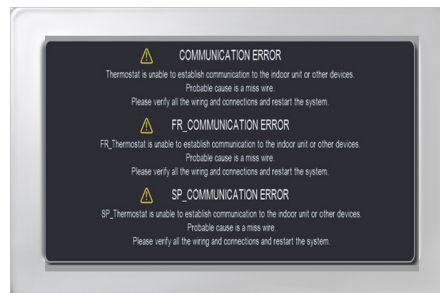 COMMUNICATION ERROR
Thermostat is unable to establish communication to the indoor unit or other devices.
Probable cause is a miss wire.
Please verify all the wiring and connections and restart the system.
FR_COMMUNICATION ERROR
FR_Thermostat is unable to establish communication to the indoor unit or other devices.
Probable cause is a miss wire.
Please verify all the wiring and connections and restart the system.
SP_COMMUNICATION ERROR
SP_Thermostat is unable to establish communication to the indoor unit or other devices.
Probable cause is a miss wire.
Please verify all the wiring and connections and restart the system.